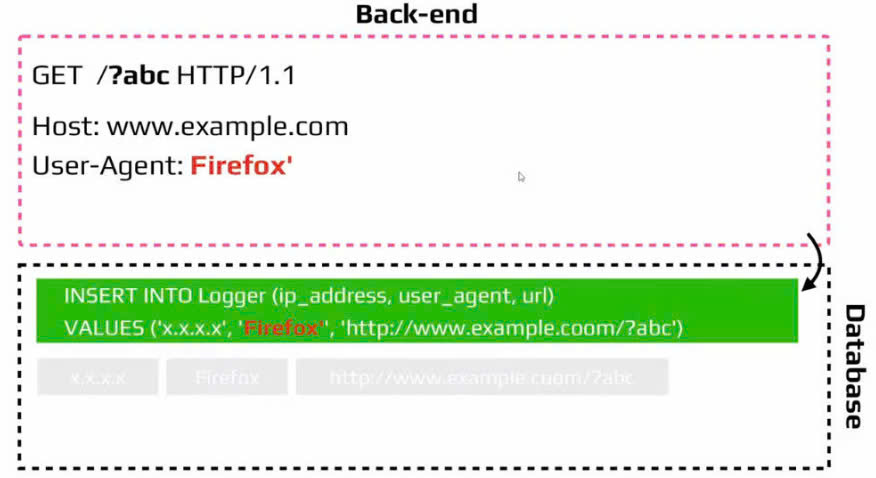 Back-end
GET /?abc HTTP/1.1
Host: www.example.com
User-Agent: Firefox'
INSERT INTO Logger (ip_address, user_agent, url)
VALUES ('x.x.x.x', 'Firefox'', 'http://www.example.coom/?abc')
x.x.x.x Firefox http://www.example.cuom/?abc
Database